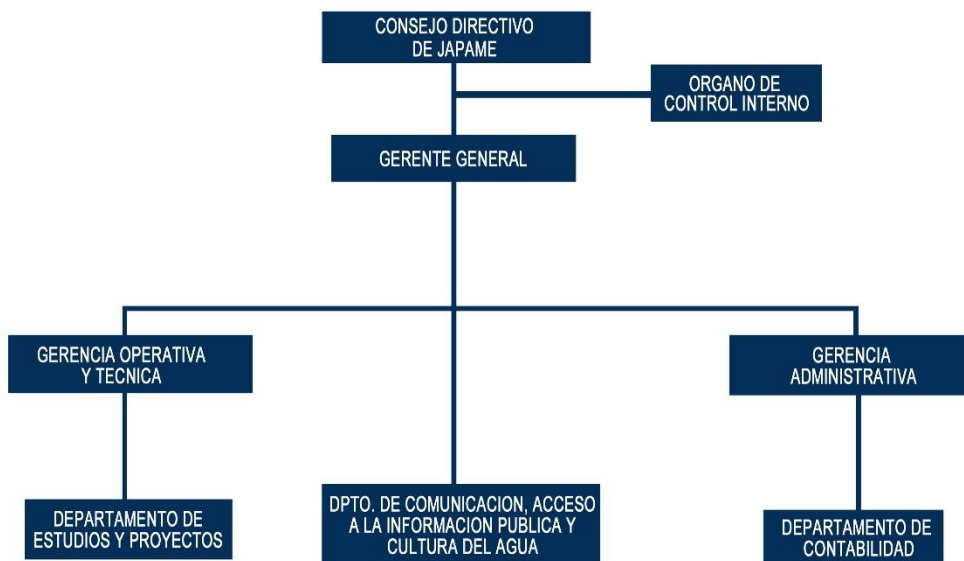 CONSEJO DIRECTIVO
DE JAPAME
ORGANO DE
CONTROL INTERNO
GERENTE GENERAL
GERENCIA OPERATIVA
Y TECNICA
GERENCIA
ADMINISTRATIVA
DEPARTAMENTO DE
ESTUDIOS Y PROYECTOS
DPTO. DE COMUNICACION, ACCESO
A LA INFORMACION PUBLICA Y
CULTURA DEL AGUA
DEPARTAMENTO DE
CONTABILIDAD